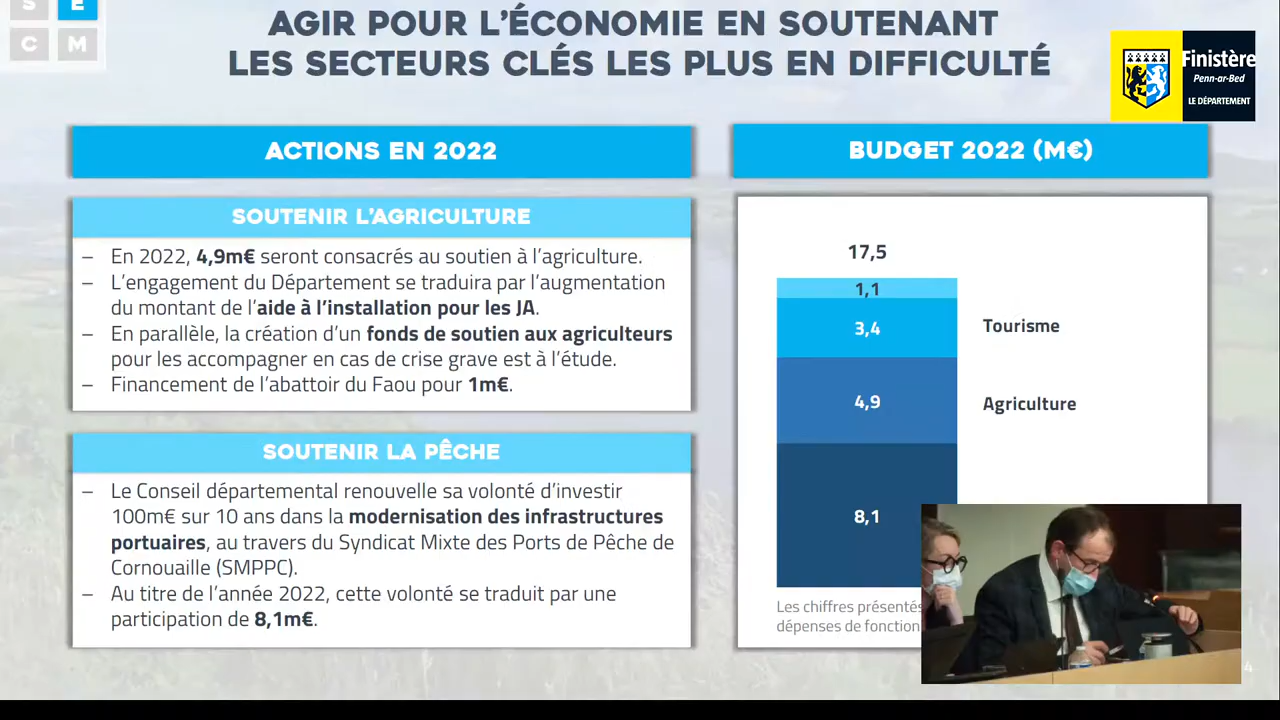 S E
C M
AGIR POUR L'ÉCONOMIE EN SOUTENANT
LES SECTEURS CLÉS LES PLUS EN DIFFICULTÉ
Finistère
Penn-ar-Bed
LE DÉPARTEMENT
ACTIONS EN 2022
SOUTENIR L'AGRICULTURE
– En 2022, 4,9m€ seront consacrés au soutien à l'agriculture.
– L'engagement du Département se traduira par l'augmentation
du montant de l'aide à l'installation pour les JA.
– En parallèle, la création d'un fonds de soutien aux agriculteurs
pour les accompagner en cas de crise grave est à l'étude.
– Financement de l'abattoir du Faou pour 1m€.
SOUTENIR LA PÊCHE
– Le Conseil départemental renouvelle sa volonté d'investir
100m€ sur 10 ans dans la modernisation des infrastructures
portuaires, au travers du Syndicat Mixte des Ports de Pêche de
Cornouaille (SMPPC).
– Au titre de l'année 2022, cette volonté se traduit par une
participation de 8,1m€.
BUDGET 2022 (M€)
17,5
1,1
3,4
Tourisme
4,9
Agriculture
8,1
Les chiffres présentés
dépenses de fonction
4